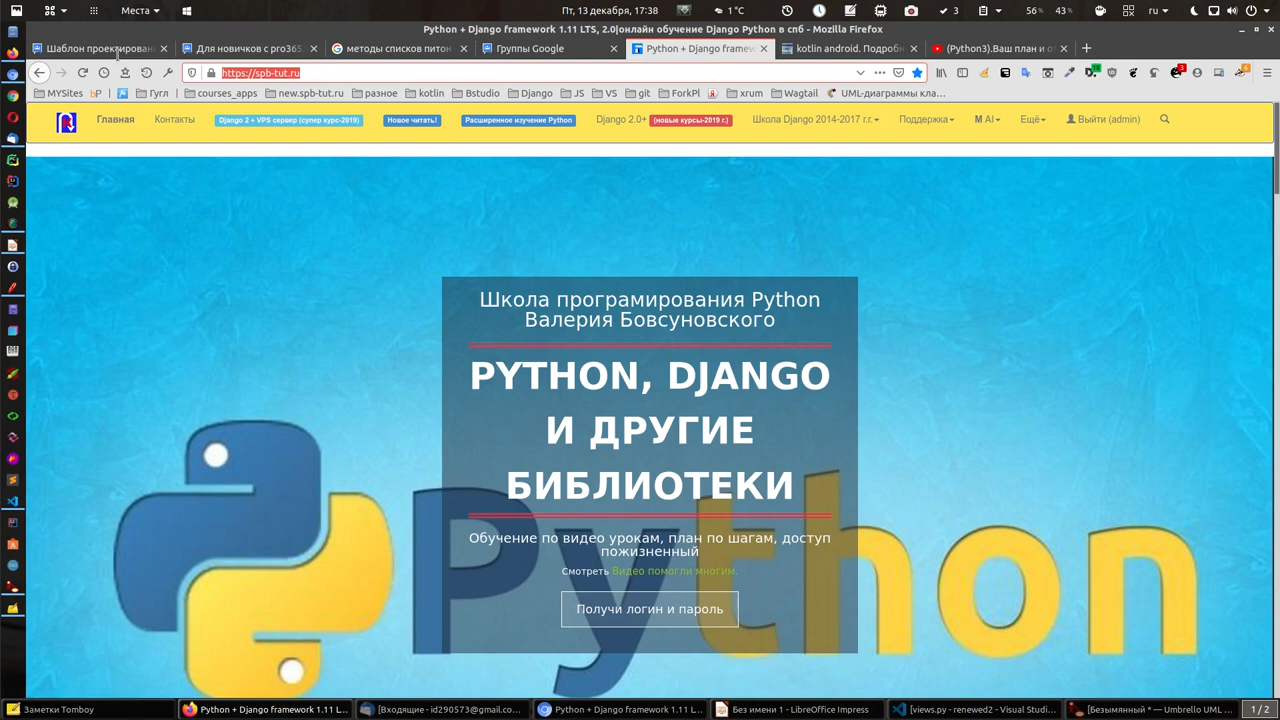 Места
Пт, 13 декабря, 17:38
1 °C
3
56%
43%
ru
1,2
Python + Django framework 1.11 LTS, 2.0|онлайн обучение Django Python в спб - Mozilla Firefox
Шаблон проектирован
Для новичков с pro365.
методы списков питон
Группы Google
Python + Django framew
kotlin android. Подробн
(Python3).Ваш план и о
https://spb-tut.ru
MYSites
bP
Гугл
courses_apps
new.spb-tut.ru
разное
kotlin
Bstudio
Django
JS
VS
git
ForkPl
xrum
Wagtail
UML-диаграммы кла...
Главная
Контакты
Django 2 + VPS сервер (супер курс-2019)
Новое читать!
Расширенное изучение Python
Django 2.0+ (новые курсы-2019 г.)
Школа Django 2014-2017 г.г.
Поддержка
M AI
Ещё
Выйти (admin)
Школа програмирования Python
Валерия Бовсуновского
PYTHON, DJANGO
И ДРУГИЕ
БИБЛИОТЕКИ
Обучение по видео урокам, план по шагам, доступ
пожизненный
Смотреть Видео помогли многим.
Получи логин и пароль
Python
Заметки Tomboy
Python + Django framework 1.11 L...
[Входящие - id290573@gmail.co...
Python + Django framework 1.11 L...
Без имени 1 - LibreOffice Impress
[views.py - renewed2 - Visual Studi...
[Безымянный * — Umbrello UML ...
1 / 2